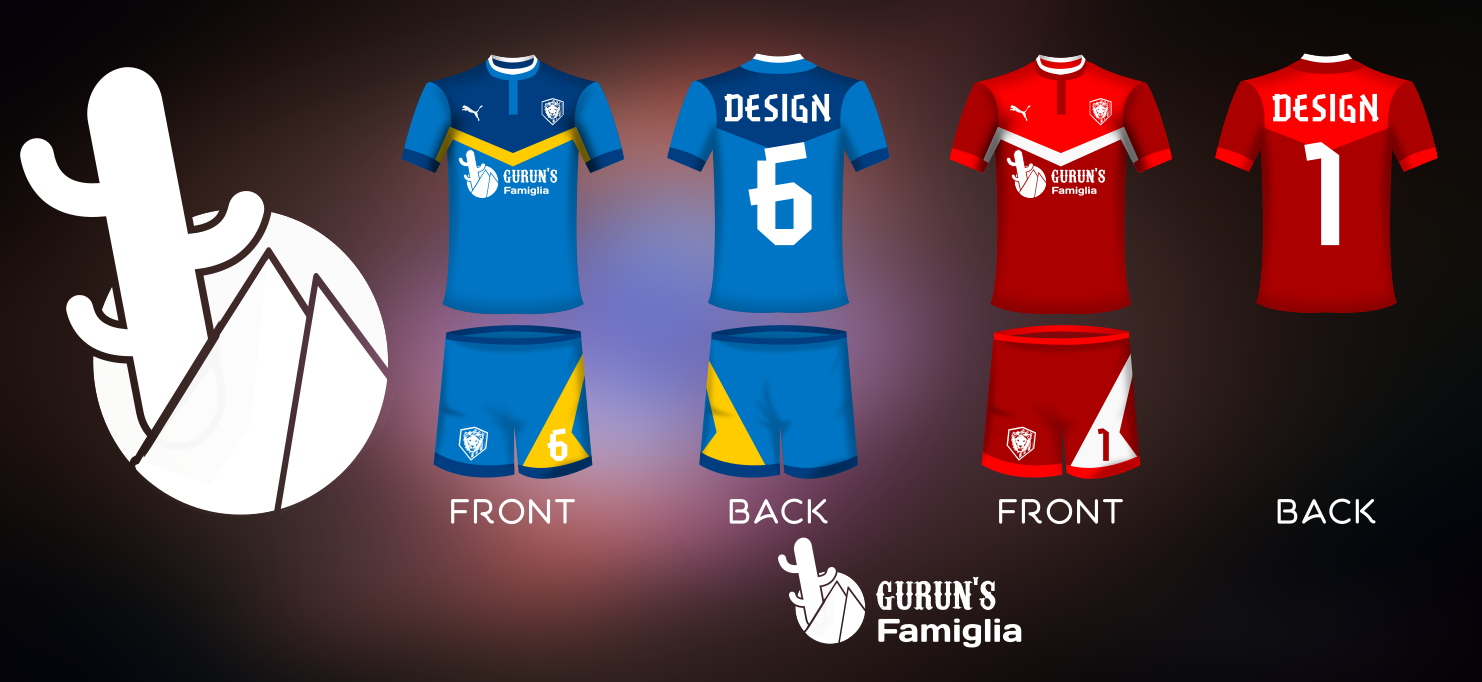 DESIGN
DESIGN
GURUN'S
Famiglia
6
GURUN'S
Famiglia
1
6
1
FRONT
BACK
FRONT
BACK
GURUN'S
Famiglia